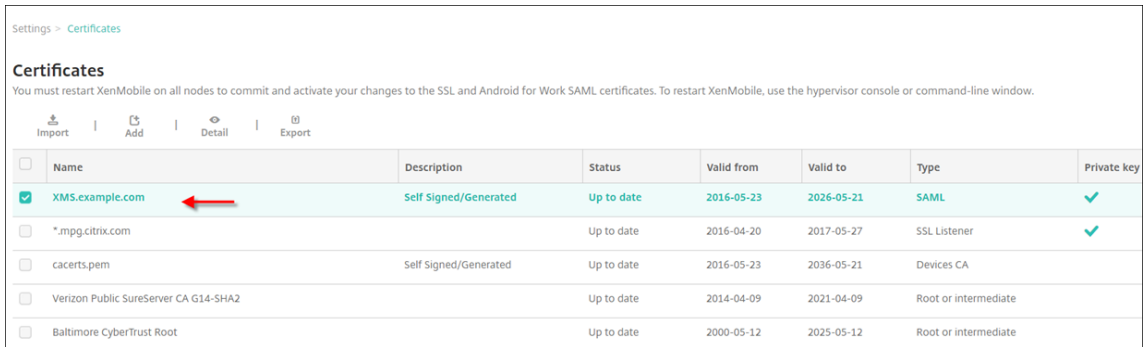 Settings > Certificates
Certificates
You must restart XenMobile on all nodes to commit and activate your changes to the SSL and Android for Work SAML certificates. To restart XenMobile, use the hypervisor console or command-line window.
Import | Add | Detail | Export
Name Description Status Valid from Valid to Type Private key
XMS.example.com Self Signed/Generated Up to date 2016-05-23 2026-05-21 SAML
*.mpg.citrix.com Up to date 2016-04-20 2017-05-27 SSL Listener
cacerts.pem Self Signed/Generated Up to date 2016-05-23 2036-05-21 Devices CA
Verizon Public SureServer CA G14-SHA2 Up to date 2014-04-09 2021-04-09 Root or intermediate
Baltimore CyberTrust Root Up to date 2000-05-12 2025-05-12 Root or intermediate